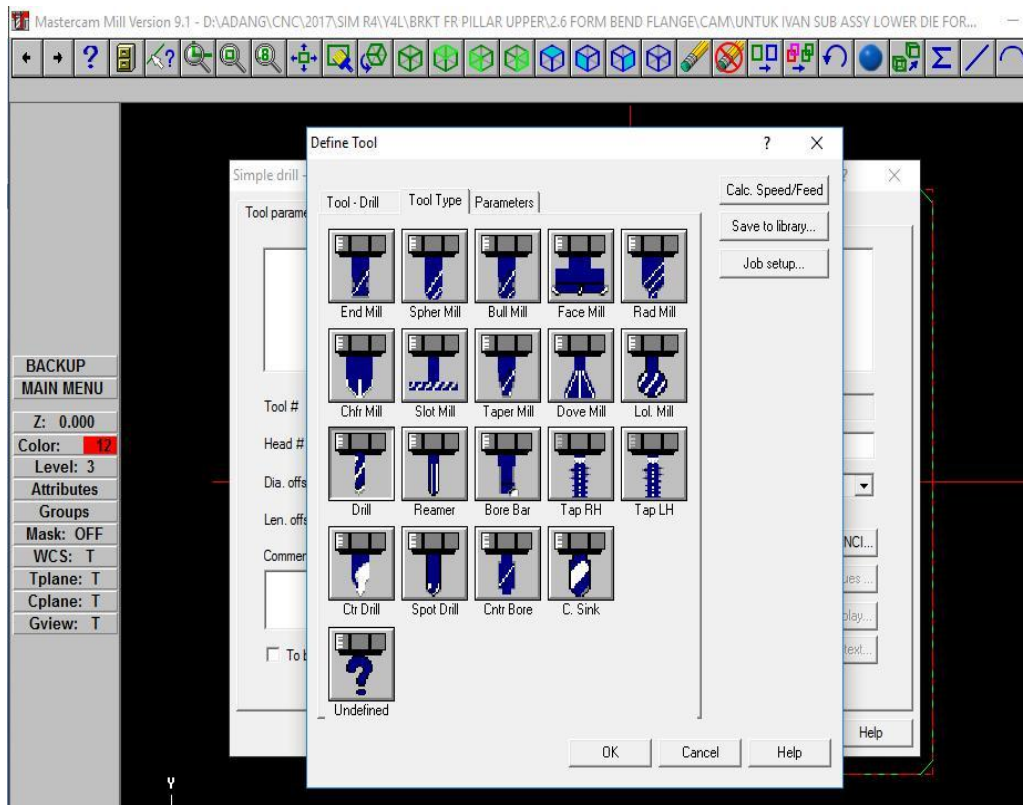 Mastercam Mill Version 9.1 - D:\ADANG\CNC\2017\SIM R4\Y4L\BRKT FR PILLAR UPPER\2.6 FORM BEND FLANGE\CAM\UNTUK IVAN SUB ASSY LOWER DIE FOR...
Define Tool
Simple drill -
Tool parame
Tool - Drill Tool Type Parameters
Calc. Speed/Feed
Save to library...
Job setup...
End Mill Spher Mill Bull Mill Face Mill Rad Mill
Chfr Mill Slot Mill Taper Mill Dove Mill Lol. Mill
Drill Reamer Bore Bar Tap RH Tap LH
Ctr Drill Spot Drill Cntr Bore C. Sink
Undefined
OK Cancel Help
Tool #
Head #
Dia. offs
Len. offs
Commer
To b
NCI...
ues ...
play...
text...
Help
BACKUP
MAIN MENU
Z: 0.000
Color: 12
Level: 3
Attributes
Groups
Mask: OFF
WCS: T
Tplane: T
Cplane: T
Gview: T
Y